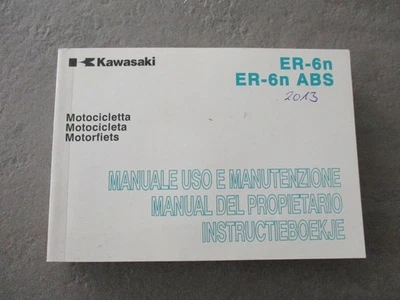 Kawasaki
ER-6n
ER-6n ABS
2013
Motocicletta
Motocicleta
Motorfiets
MANUALE USO E MANUTENZIONE
MANUAL DEL PROPIETARIO
INSTRUCTIEBOEKJE